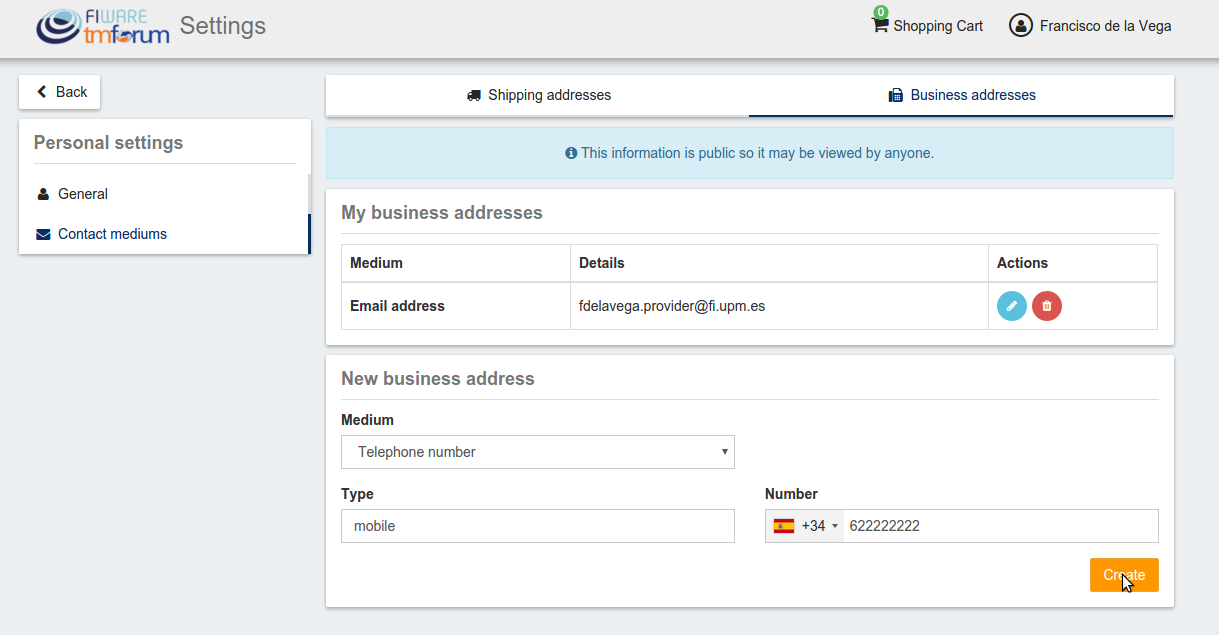 FIWARE
tmforum
Settings
0
Shopping Cart
Francisco de la Vega
Back
Personal settings
General
Contact mediums
Shipping addresses
Business addresses
This information is public so it may be viewed by anyone.
My business addresses
Medium Details Actions
Email address fdelavega.provider@fi.upm.es
New business address
Medium
Telephone number
Type Number
mobile +34 622222222
Create